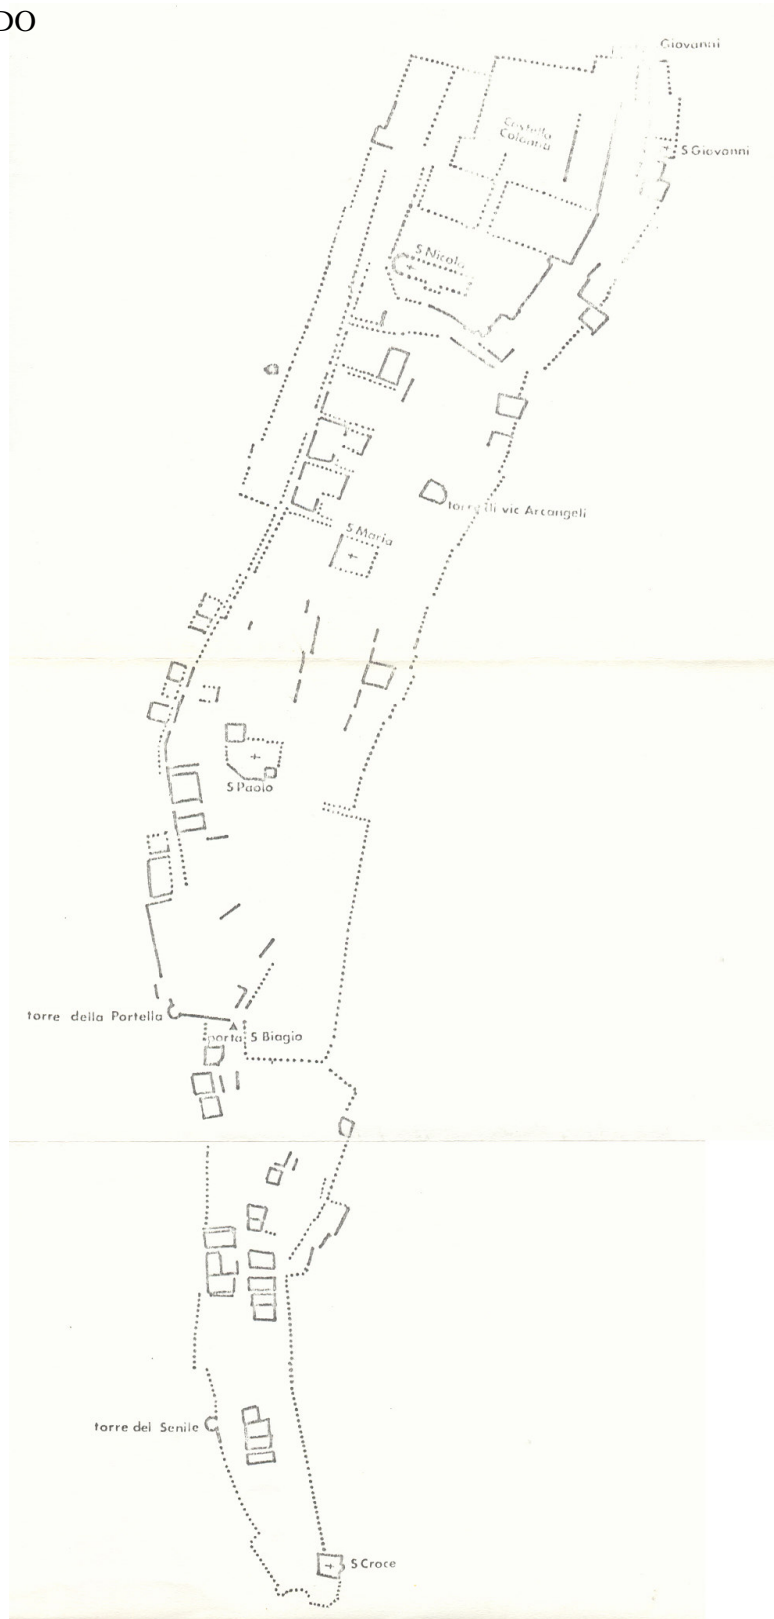 DO
Giovanni
Castello
Colonna
S Giovanni
S Nicola
torre di vic Arcangeli
S Maria
S Paolo
torre della Portella
porta S Biagio
torre del Senile
S Croce